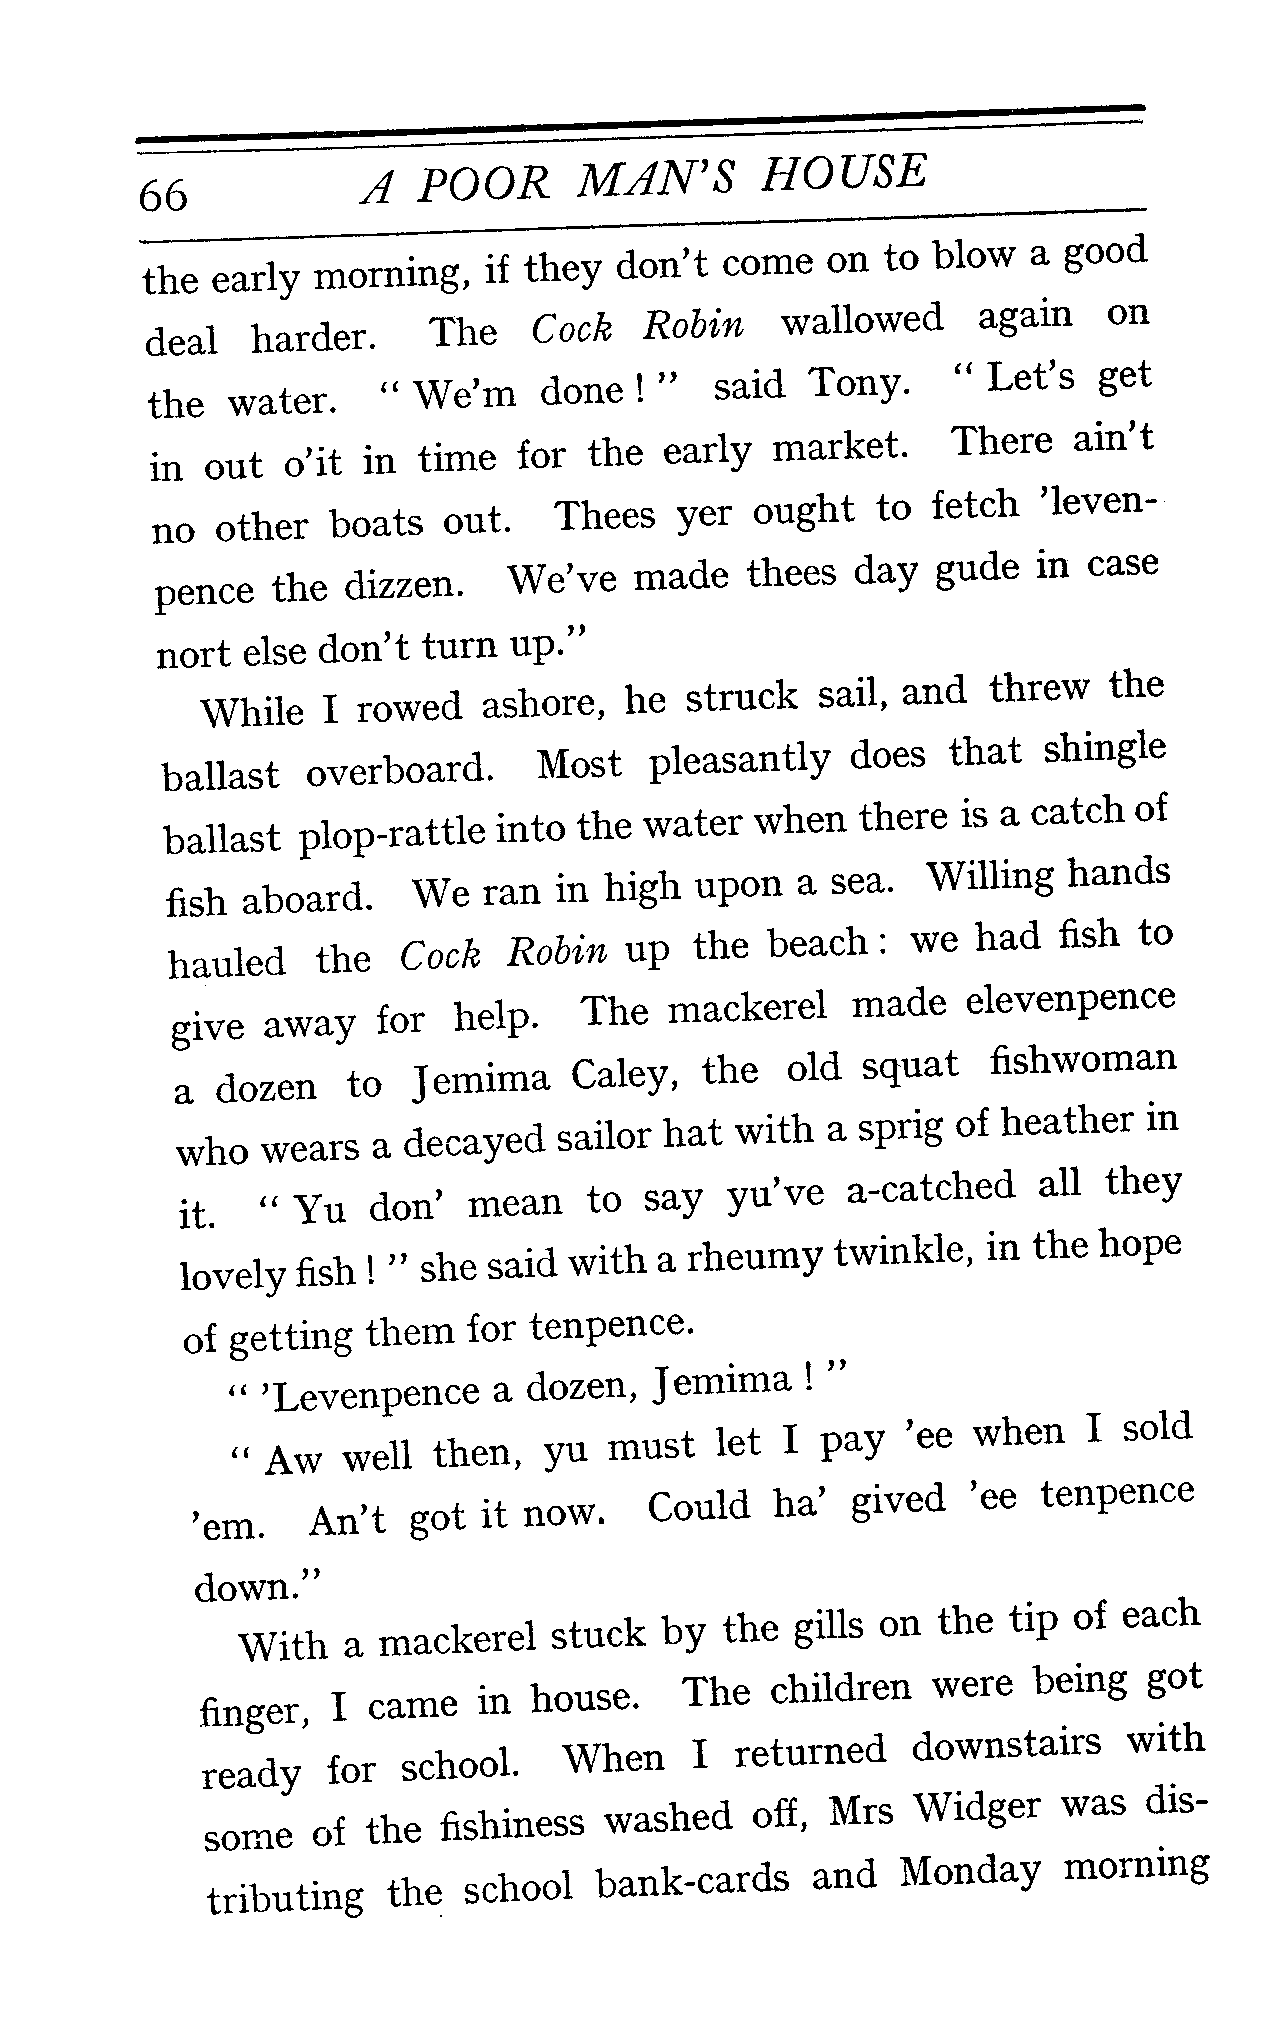 66 A POOR MAN'S HOUSE
the early morning, if they don't come on to blow a good
deal harder. The Cock Robin wallowed again on
the water. “ We'm done ! ” said Tony. “ Let's get
in out o'it in time for the early market. There ain't
no other boats out. Thees yer ought to fetch 'leven-
pence the dizzen. We've made thees day gude in case
nort else don't turn up.”
While I rowed ashore, he struck sail, and threw the
ballast overboard. Most pleasantly does that shingle
ballast plop-rattle into the water when there is a catch of
fish aboard. We ran in high upon a sea. Willing hands
hauled the Cock Robin up the beach : we had fish to
give away for help. The mackerel made elevenpence
a dozen to Jemima Caley, the old squat fishwoman
who wears a decayed sailor hat with a sprig of heather in
it. “ Yu don' mean to say yu've a-catched all they
lovely fish ! ” she said with a rheumy twinkle, in the hope
of getting them for tenpence.
“ 'Levenpence a dozen, Jemima ! ”
“ Aw well then, yu must let I pay 'ee when I sold
'em. An't got it now. Could ha' gived 'ee tenpence
down.”
With a mackerel stuck by the gills on the tip of each
finger, I came in house. The children were being got
ready for school. When I returned downstairs with
some of the fishiness washed off, Mrs Widger was dis-
tributing the school bank-cards and Monday morning